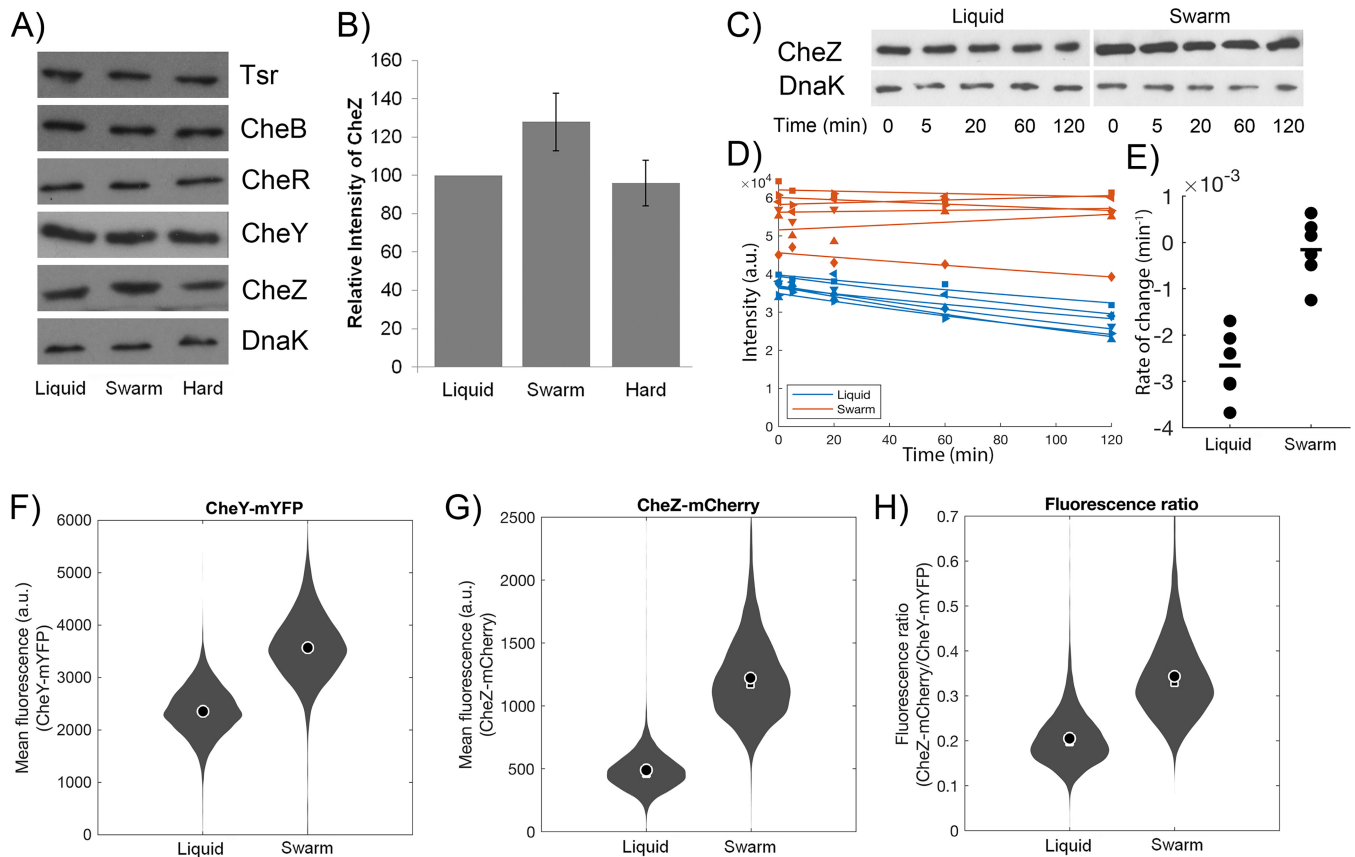 A)
Tsr
CheB
CheR
CheY
CheZ
DnaK
Liquid Swarm Hard
B)
Relative Intensity of CheZ
160
140
120
100
80
60
40
20
0
Liquid Swarm Hard
C)
Liquid Swarm
CheZ
DnaK
Time (min) 0 5 20 60 120 0 5 20 60 120
D)
×10⁴
Intensity (a.u.)
6
5
4
3
2
1
0
Liquid
Swarm
0 20 40 60 80 100 120
Time (min)
E)
×10⁻³
Rate of change (min⁻¹)
1
0
-1
-2
-3
-4
Liquid Swarm
F)
CheY-mYFP
Mean fluorescence (a.u.)
(CheY-mYFP)
6000
5000
4000
3000
2000
1000
0
Liquid Swarm
G)
CheZ-mCherry
Mean fluorescence (a.u.)
(CheZ-mCherry)
2500
2000
1500
1000
500
0
Liquid Swarm
H)
Fluorescence ratio
Fluorescence ratio
(CheZ-mCherry/CheY-mYFP)
0.7
0.6
0.5
0.4
0.3
0.2
0.1
0
Liquid Swarm